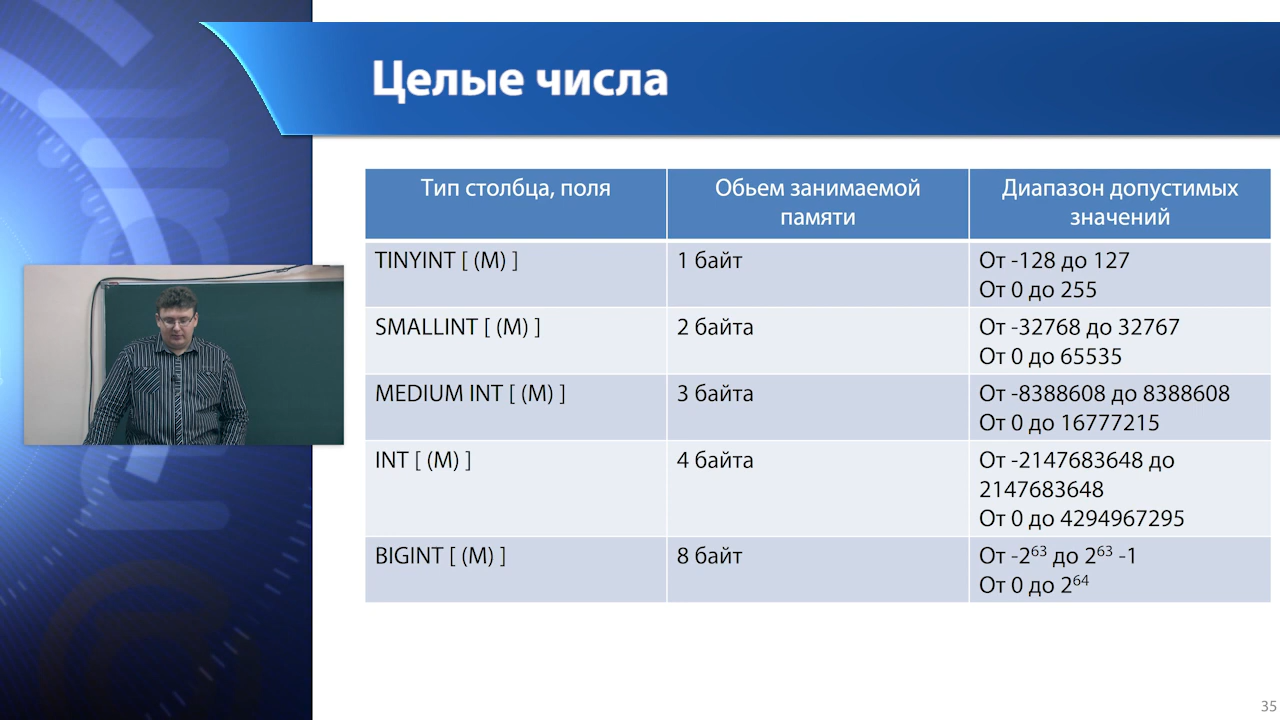 Целые числа
Тип столбца, поля
Обьем занимаемой
памяти
Диапазон допустимых
значений
TINYINT [ (M) ]
1 байт
От -128 до 127
От 0 до 255
SMALLINT [ (M) ]
2 байта
От -32768 до 32767
От 0 до 65535
MEDIUM INT [ (M) ]
3 байта
От -8388608 до 8388608
От 0 до 16777215
INT [ (M) ]
4 байта
От -2147683648 до
2147683648
От 0 до 4294967295
BIGINT [ (M) ]
8 байт
От -2⁶³ до 2⁶³ -1
От 0 до 2⁶⁴
35